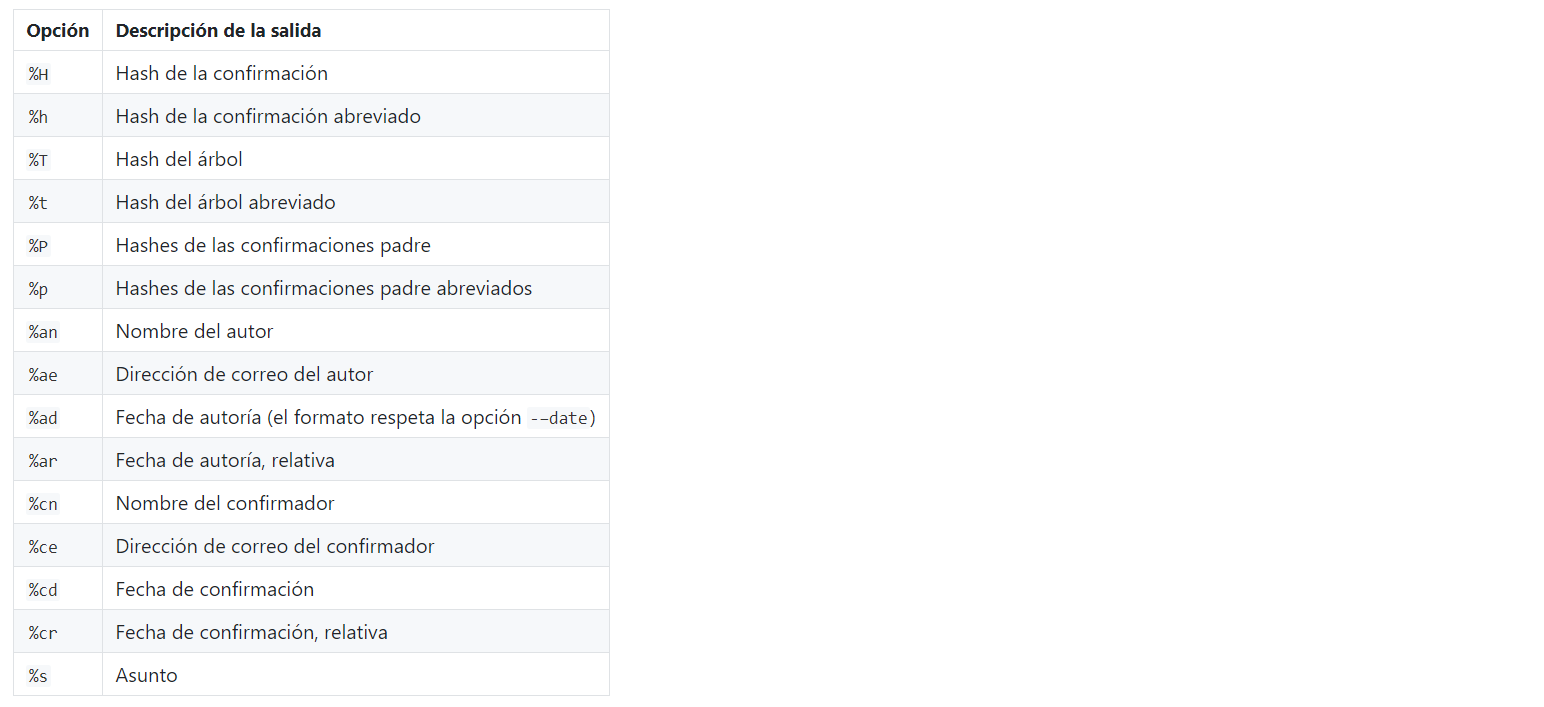 Opción Descripción de la salida
%H Hash de la confirmación
%h Hash de la confirmación abreviado
%T Hash del árbol
%t Hash del árbol abreviado
%P Hashes de las confirmaciones padre
%p Hashes de las confirmaciones padre abreviados
%an Nombre del autor
%ae Dirección de correo del autor
%ad Fecha de autoría (el formato respeta la opción --date)
%ar Fecha de autoría, relativa
%cn Nombre del confirmador
%ce Dirección de correo del confirmador
%cd Fecha de confirmación
%cr Fecha de confirmación, relativa
%s Asunto